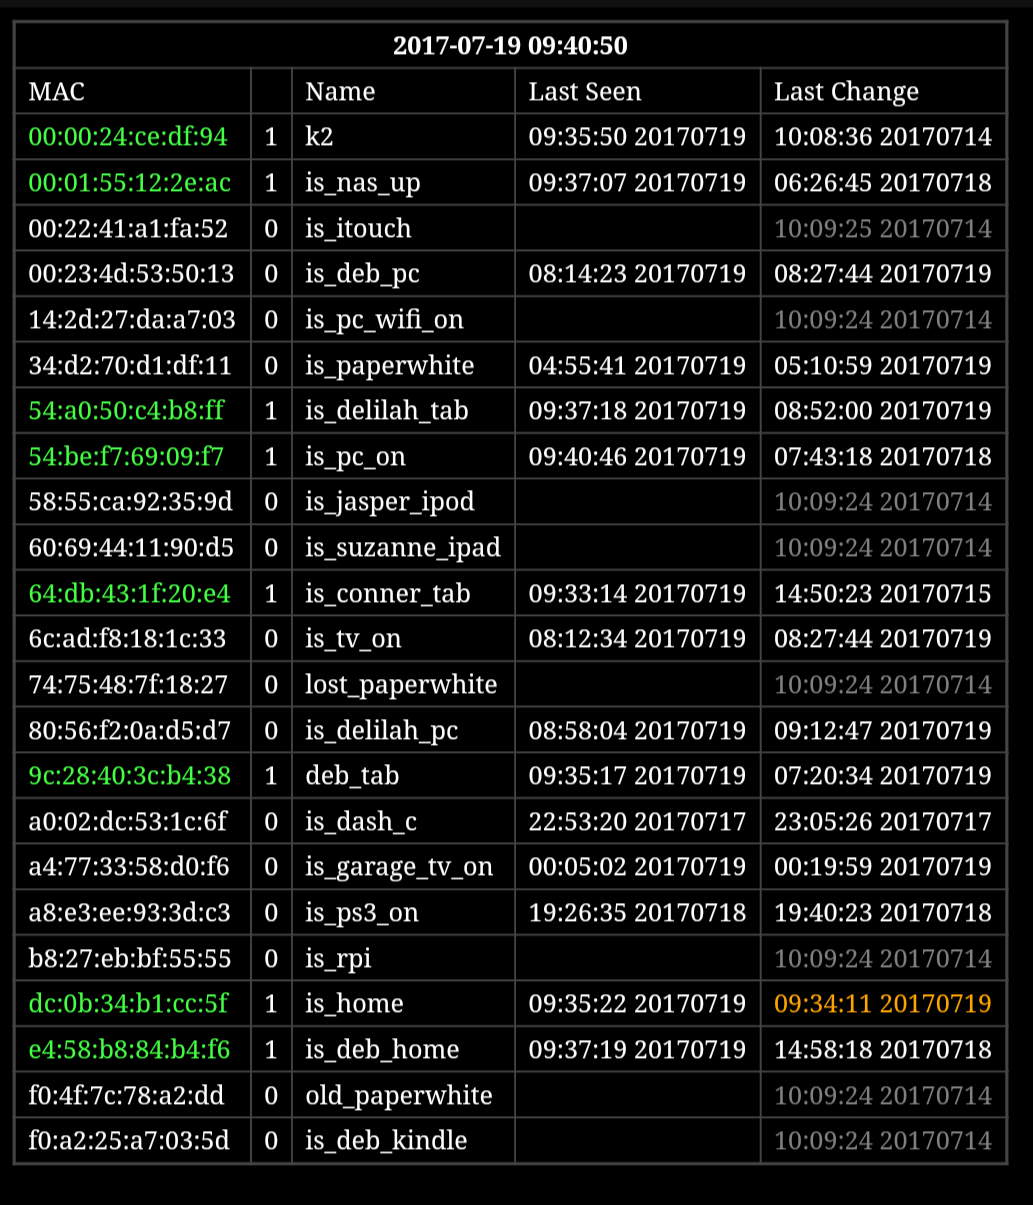 2017-07-19 09:40:50
MAC Name Last Seen Last Change
00:00:24:ce:df:94 1 k2 09:35:50 20170719 10:08:36 20170714
00:01:55:12:2e:ac 1 is_nas_up 09:37:07 20170719 06:26:45 20170718
00:22:41:a1:fa:52 0 is_itouch 10:09:25 20170714
00:23:4d:53:50:13 0 is_deb_pc 08:14:23 20170719 08:27:44 20170719
14:2d:27:da:a7:03 0 is_pc_wifi_on 10:09:24 20170714
34:d2:70:d1:df:11 0 is_paperwhite 04:55:41 20170719 05:10:59 20170719
54:a0:50:c4:b8:ff 1 is_delilah_tab 09:37:18 20170719 08:52:00 20170719
54:be:f7:69:09:f7 1 is_pc_on 09:40:46 20170719 07:43:18 20170718
58:55:ca:92:35:9d 0 is_jasper_ipod 10:09:24 20170714
60:69:44:11:90:d5 0 is_suzanne_ipad 10:09:24 20170714
64:db:43:1f:20:e4 1 is_conner_tab 09:33:14 20170719 14:50:23 20170715
6c:ad:f8:18:1c:33 0 is_tv_on 08:12:34 20170719 08:27:44 20170719
74:75:48:7f:18:27 0 lost_paperwhite 10:09:24 20170714
80:56:f2:0a:d5:d7 0 is_delilah_pc 08:58:04 20170719 09:12:47 20170719
9c:28:40:3c:b4:38 1 deb_tab 09:35:17 20170719 07:20:34 20170719
a0:02:dc:53:1c:6f 0 is_dash_c 22:53:20 20170717 23:05:26 20170717
a4:77:33:58:d0:f6 0 is_garage_tv_on 00:05:02 20170719 00:19:59 20170719
a8:e3:ee:93:3d:c3 0 is_ps3_on 19:26:35 20170718 19:40:23 20170718
b8:27:eb:bf:55:55 0 is_rpi 10:09:24 20170714
dc:0b:34:b1:cc:5f 1 is_home 09:35:22 20170719 09:34:11 20170719
e4:58:b8:84:b4:f6 1 is_deb_home 09:37:19 20170719 14:58:18 20170718
f0:4f:7c:78:a2:dd 0 old_paperwhite 10:09:24 20170714
f0:a2:25:a7:03:5d 0 is_deb_kindle 10:09:24 20170714